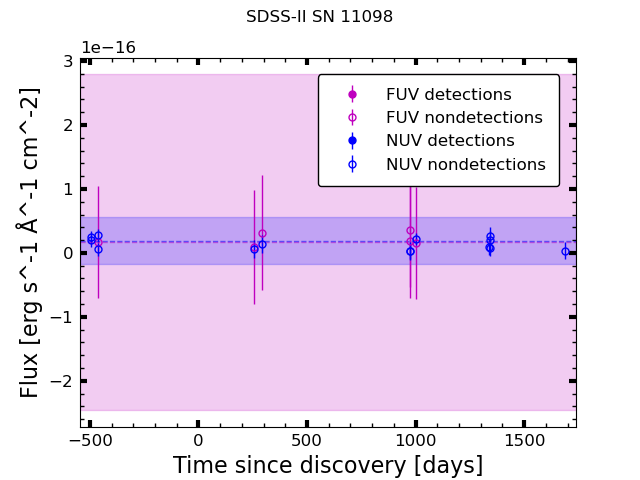 SDSS-II SN 11098
1e−16
FUV detections
FUV nondetections
NUV detections
NUV nondetections
3
2
1
0
−1
−2
Flux [erg s^-1 Å^-1 cm^-2]
−500 0 500 1000 1500
Time since discovery [days]